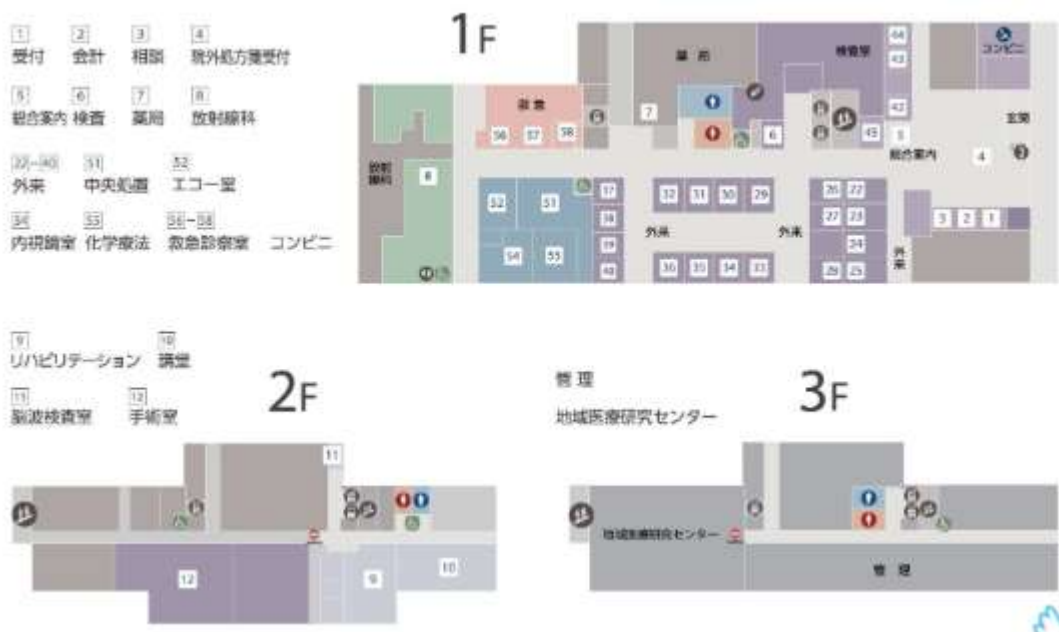 1F
1 2 3 4
受付 会計 相談 院外処方箋受付
5 6 7 8
総合案内 検査 薬局 放射線科
22-40 51 52
外来 中央処置 エコー室
54 55 56-58
内視鏡室 化学療法 救急診察室 コンビニ
薬局
検査室
44
43
42
45
コンビニ
玄関
救急
56 57 58
7
6
5
総合案内
4
放射線科
8
52 51
54 55
37
38
39
40
32 31 30 29
外来
36 35 34 33
外来
26 22
27 23
24
28 25
外来
3 2 1
2F
9 10
リハビリテーション 講堂
11 12
脳波検査室 手術室
11
12
9
10
3F
管理
地域医療研究センター
地域医療研究センター
管理